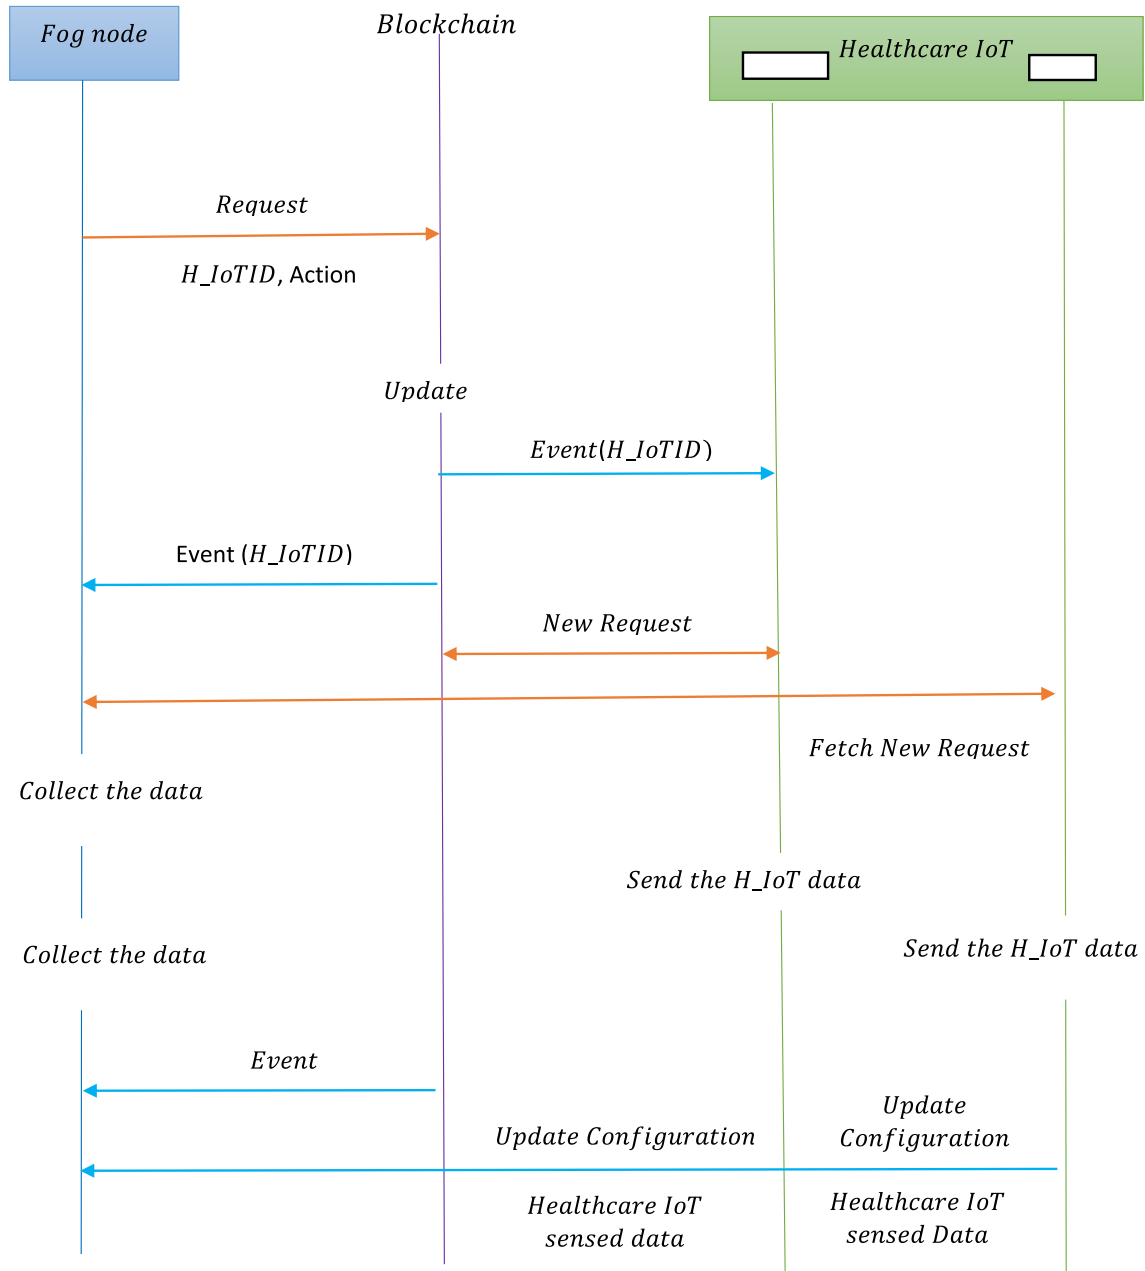 Fog node
Blockchain
Healthcare IoT
Request
H_IoTID, Action
Update
Event(H_IoTID)
Event (H_IoTID)
New Request
Fetch New Request
Collect the data
Send the H_IoT data
Collect the data
Send the H_IoT data
Event
Update
Configuration
Update Configuration
Healthcare IoT
sensed data
Healthcare IoT
sensed Data